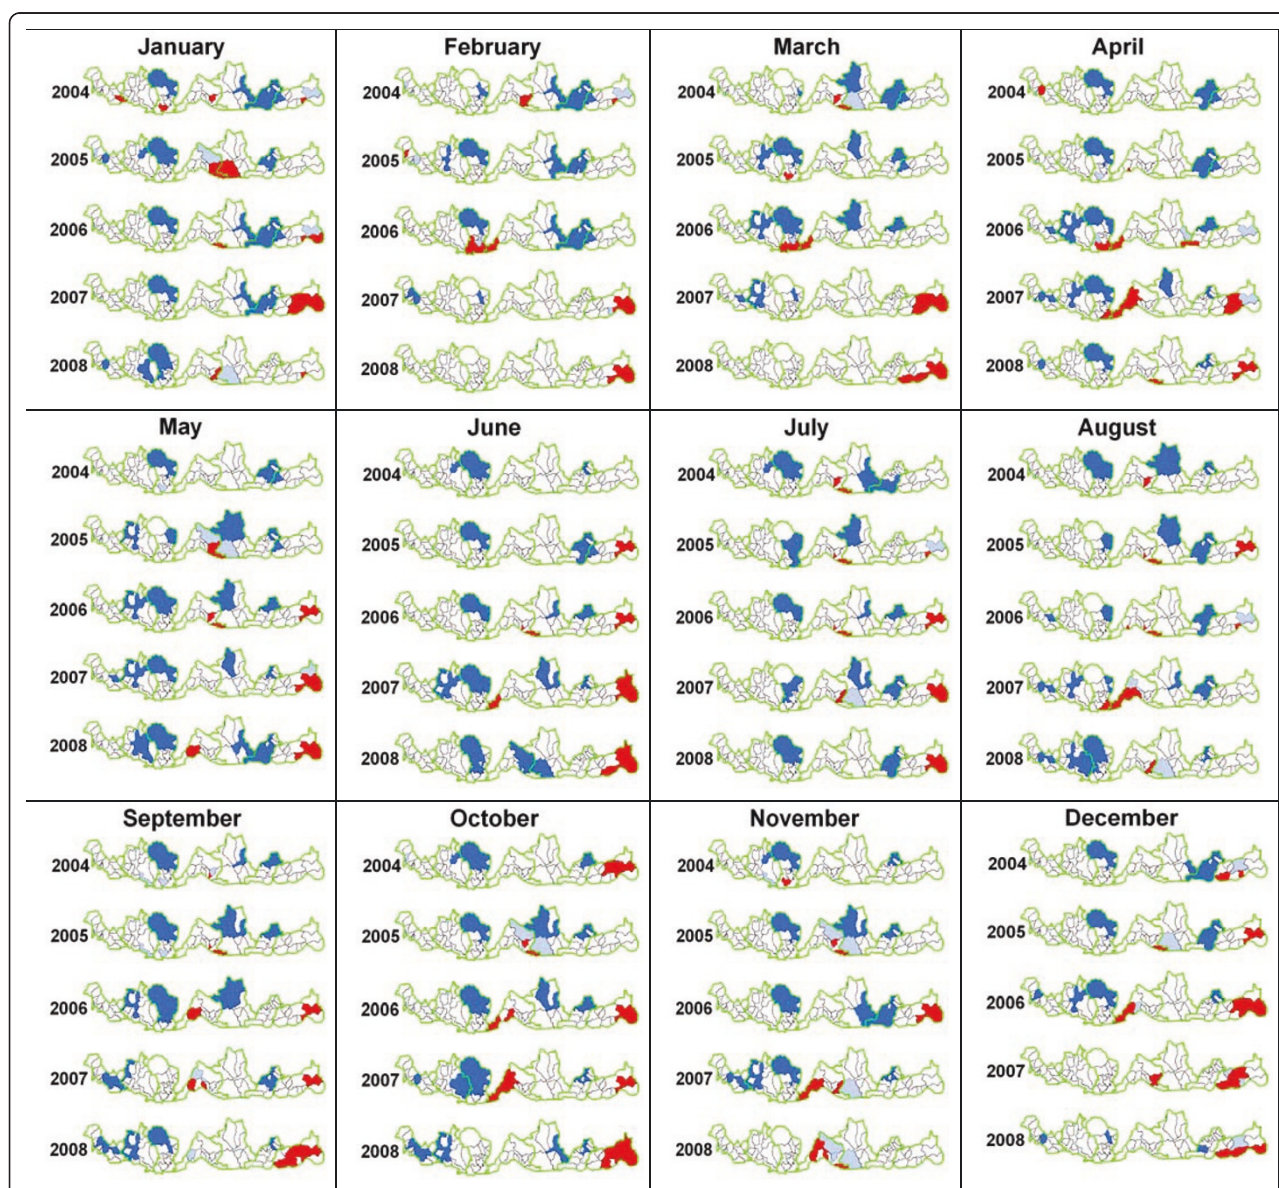 January February March April
2004 2004 2004 2004
2005 2005 2005 2005
2006 2006 2006 2006
2007 2007 2007 2007
2008 2008 2008 2008
May June July August
2004 2004 2004 2004
2005 2005 2005 2005
2006 2006 2006 2006
2007 2007 2007 2007
2008 2008 2008 2008
September October November December
2004 2004 2004 2004
2005 2005 2005 2005
2006 2006 2006 2006
2007 2007 2007 2007
2008 2008 2008 2008